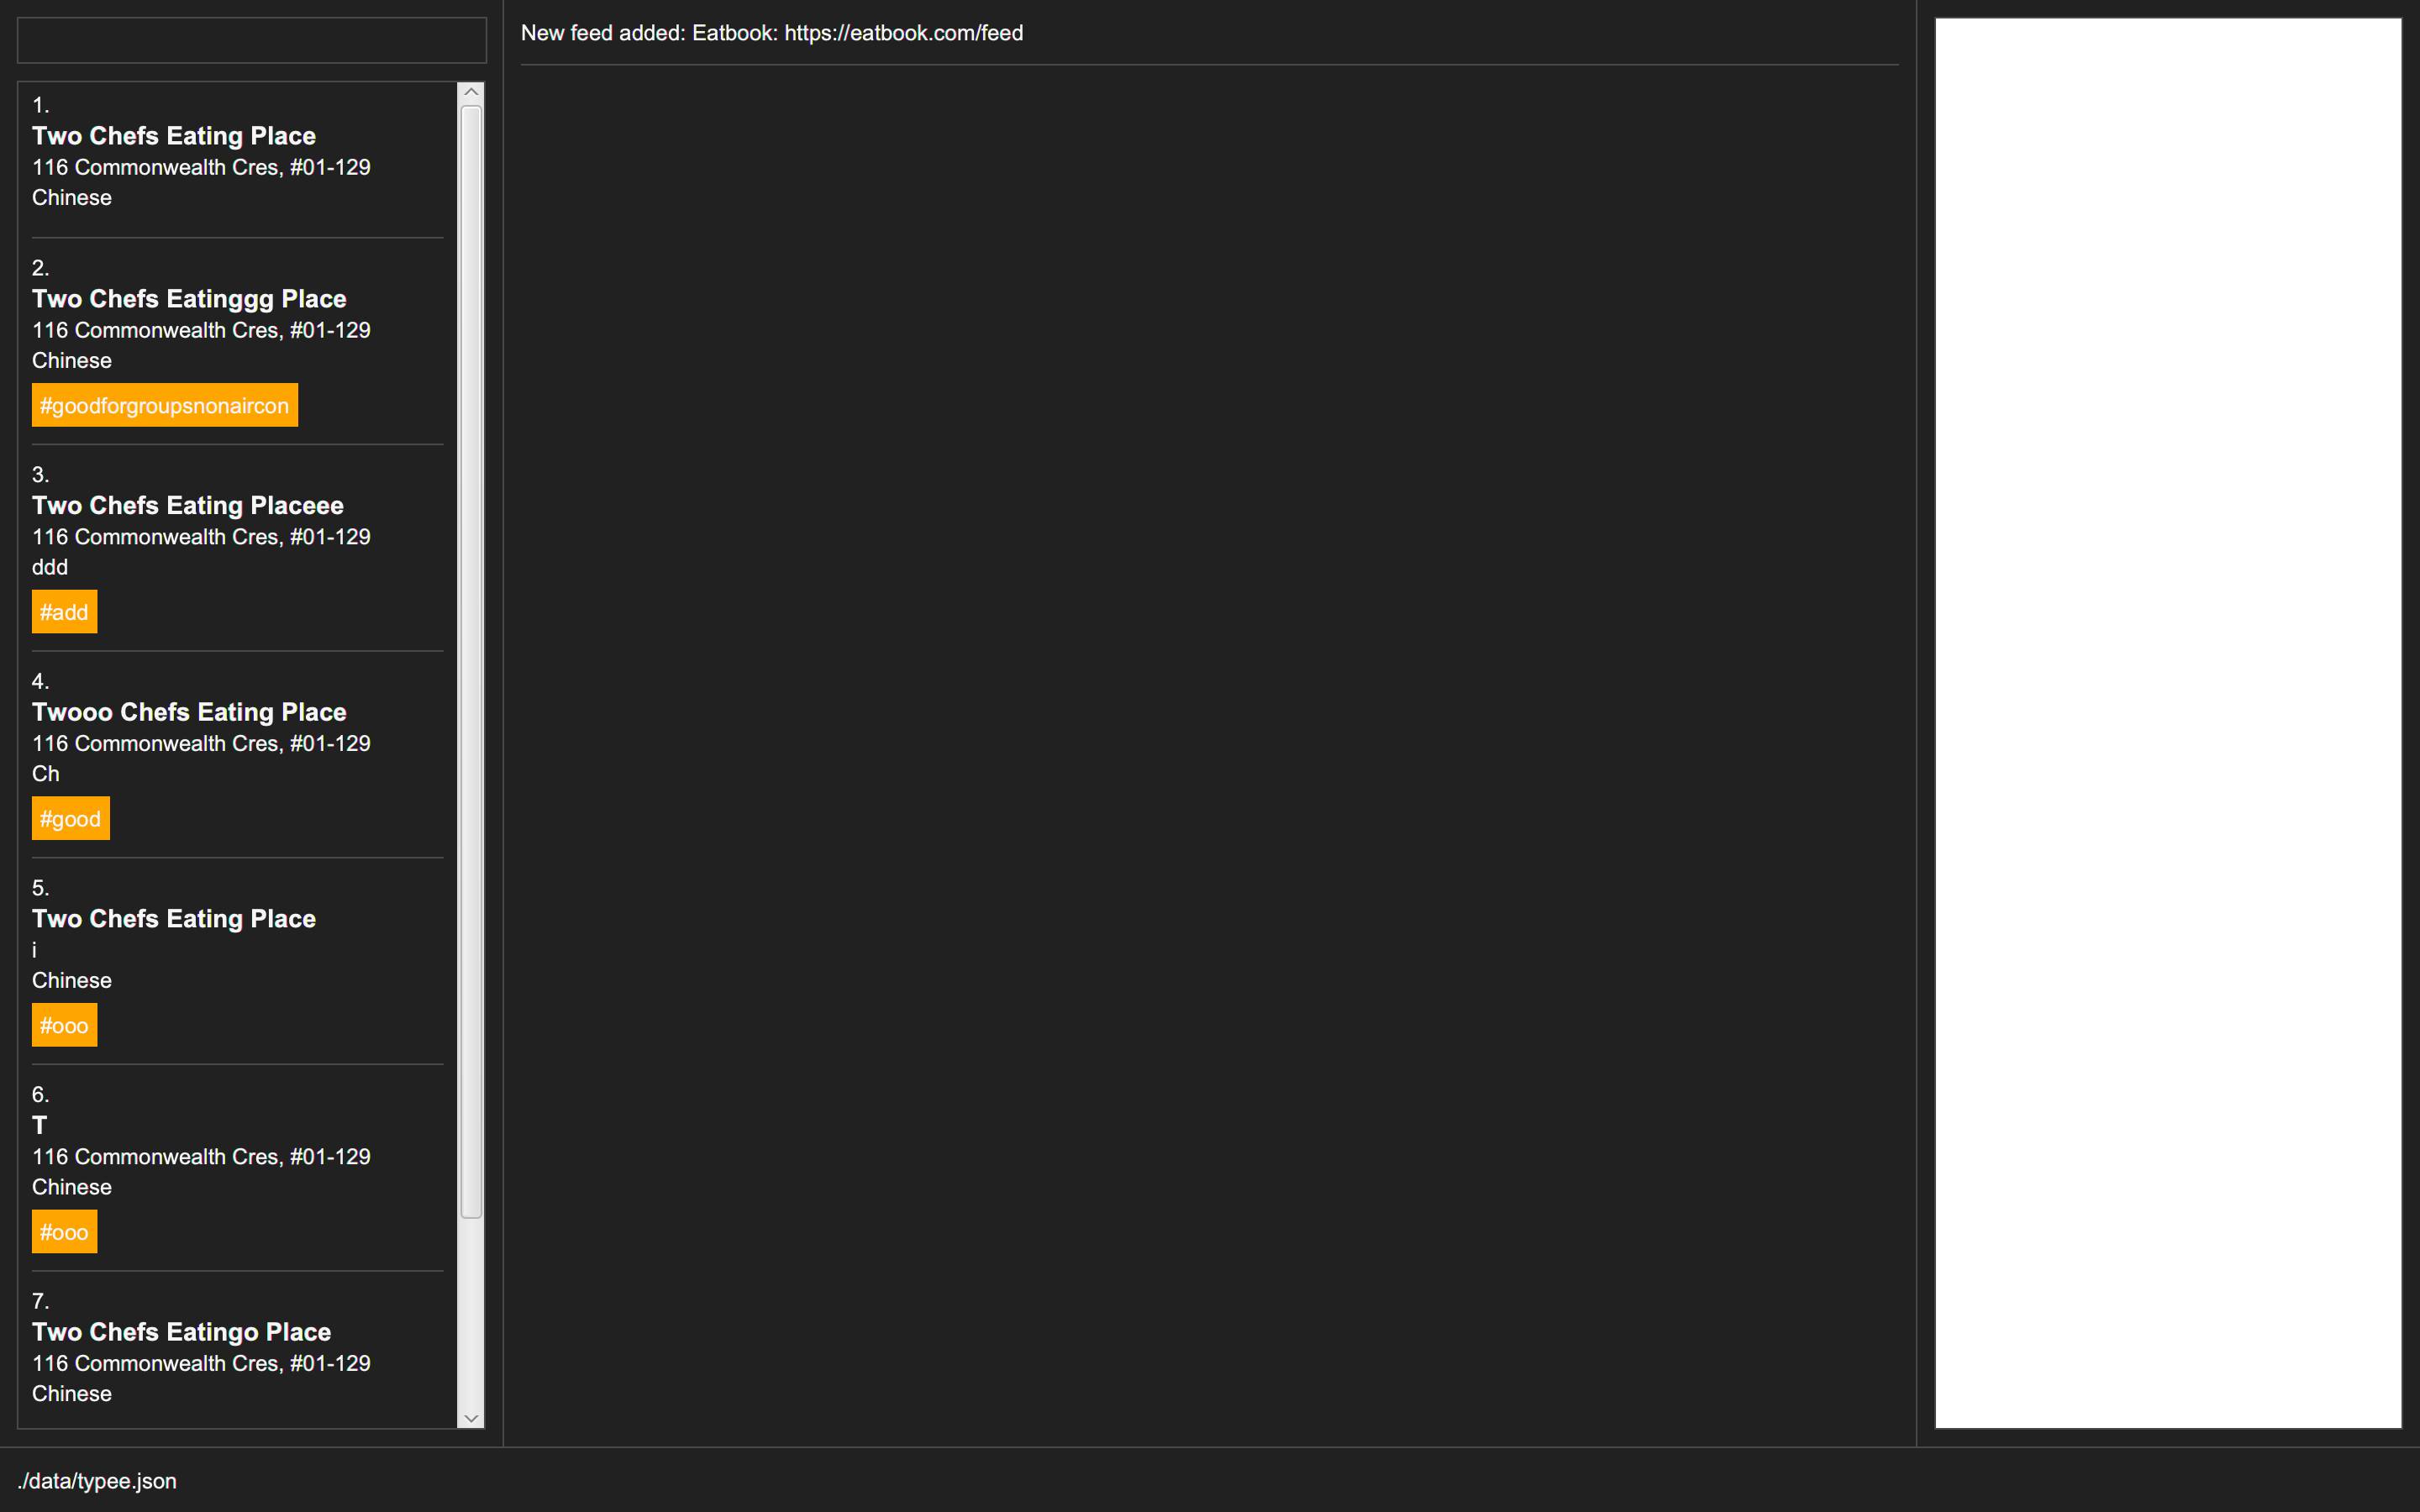 New feed added: Eatbook: https://eatbook.com/feed
1.
Two Chefs Eating Place
116 Commonwealth Cres, #01-129
Chinese
2.
Two Chefs Eatinggg Place
116 Commonwealth Cres, #01-129
Chinese
#goodforgroupsnonaircon
3.
Two Chefs Eating Placeee
116 Commonwealth Cres, #01-129
ddd
#add
4.
Twooo Chefs Eating Place
116 Commonwealth Cres, #01-129
Ch
#good
5.
Two Chefs Eating Place
i
Chinese
#ooo
6.
T
116 Commonwealth Cres, #01-129
Chinese
#ooo
7.
Two Chefs Eatingo Place
116 Commonwealth Cres, #01-129
Chinese
./data/typee.json